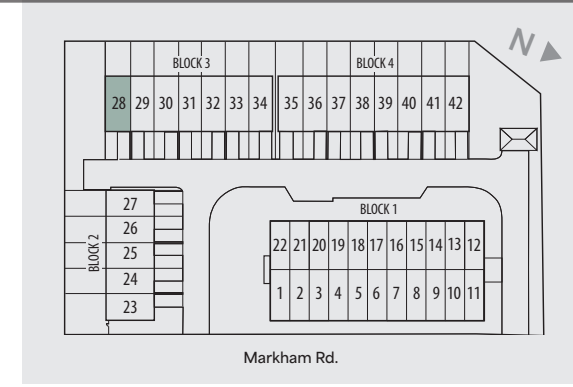 N
BLOCK 3
BLOCK 4
28 29 30 31 32 33 34 35 36 37 38 39 40 41 42
BLOCK 2
27
26
25
24
23
BLOCK 1
22 21 20 19 18 17 16 15 14 13 12
1 2 3 4 5 6 7 8 9 10 11
Markham Rd.